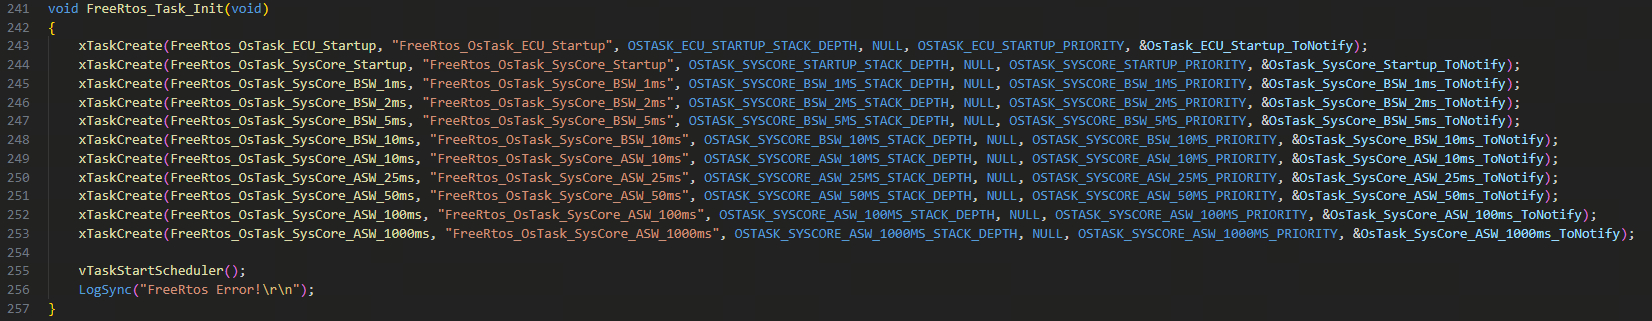 241 void FreeRtos_Task_Init(void)
242 {
243 xTaskCreate(FreeRtos_OsTask_ECU_Startup, "FreeRtos_OsTask_ECU_Startup", OSTASK_ECU_STARTUP_STACK_DEPTH, NULL, OSTASK_ECU_STARTUP_PRIORITY, &OsTask_ECU_Startup_ToNotify);
244 xTaskCreate(FreeRtos_OsTask_SysCore_Startup, "FreeRtos_OsTask_SysCore_Startup", OSTASK_SYSCORE_STARTUP_STACK_DEPTH, NULL, OSTASK_SYSCORE_STARTUP_PRIORITY, &OsTask_SysCore_Startup_ToNotify);
245 xTaskCreate(FreeRtos_OsTask_SysCore_BSW_1ms, "FreeRtos_OsTask_SysCore_BSW_1ms", OSTASK_SYSCORE_BSW_1MS_STACK_DEPTH, NULL, OSTASK_SYSCORE_BSW_1MS_PRIORITY, &OsTask_SysCore_BSW_1ms_ToNotify);
246 xTaskCreate(FreeRtos_OsTask_SysCore_BSW_2ms, "FreeRtos_OsTask_SysCore_BSW_2ms", OSTASK_SYSCORE_BSW_2MS_STACK_DEPTH, NULL, OSTASK_SYSCORE_BSW_2MS_PRIORITY, &OsTask_SysCore_BSW_2ms_ToNotify);
247 xTaskCreate(FreeRtos_OsTask_SysCore_BSW_5ms, "FreeRtos_OsTask_SysCore_BSW_5ms", OSTASK_SYSCORE_BSW_5MS_STACK_DEPTH, NULL, OSTASK_SYSCORE_BSW_5MS_PRIORITY, &OsTask_SysCore_BSW_5ms_ToNotify);
248 xTaskCreate(FreeRtos_OsTask_SysCore_BSW_10ms, "FreeRtos_OsTask_SysCore_BSW_10ms", OSTASK_SYSCORE_BSW_10MS_STACK_DEPTH, NULL, OSTASK_SYSCORE_BSW_10MS_PRIORITY, &OsTask_SysCore_BSW_10ms_ToNotify);
249 xTaskCreate(FreeRtos_OsTask_SysCore_ASW_10ms, "FreeRtos_OsTask_SysCore_ASW_10ms", OSTASK_SYSCORE_ASW_10MS_STACK_DEPTH, NULL, OSTASK_SYSCORE_ASW_10MS_PRIORITY, &OsTask_SysCore_ASW_10ms_ToNotify);
250 xTaskCreate(FreeRtos_OsTask_SysCore_ASW_25ms, "FreeRtos_OsTask_SysCore_ASW_25ms", OSTASK_SYSCORE_ASW_25MS_STACK_DEPTH, NULL, OSTASK_SYSCORE_ASW_25MS_PRIORITY, &OsTask_SysCore_ASW_25ms_ToNotify);
251 xTaskCreate(FreeRtos_OsTask_SysCore_ASW_50ms, "FreeRtos_OsTask_SysCore_ASW_50ms", OSTASK_SYSCORE_ASW_50MS_STACK_DEPTH, NULL, OSTASK_SYSCORE_ASW_50MS_PRIORITY, &OsTask_SysCore_ASW_50ms_ToNotify);
252 xTaskCreate(FreeRtos_OsTask_SysCore_ASW_100ms, "FreeRtos_OsTask_SysCore_ASW_100ms", OSTASK_SYSCORE_ASW_100MS_STACK_DEPTH, NULL, OSTASK_SYSCORE_ASW_100MS_PRIORITY, &OsTask_SysCore_ASW_100ms_ToNotify);
253 xTaskCreate(FreeRtos_OsTask_SysCore_ASW_1000ms, "FreeRtos_OsTask_SysCore_ASW_1000ms", OSTASK_SYSCORE_ASW_1000MS_STACK_DEPTH, NULL, OSTASK_SYSCORE_ASW_1000MS_PRIORITY, &OsTask_SysCore_ASW_1000ms_ToNotify);
254
255 vTaskStartScheduler();
256 LogSync("FreeRtos Error!\r\n");
257 }